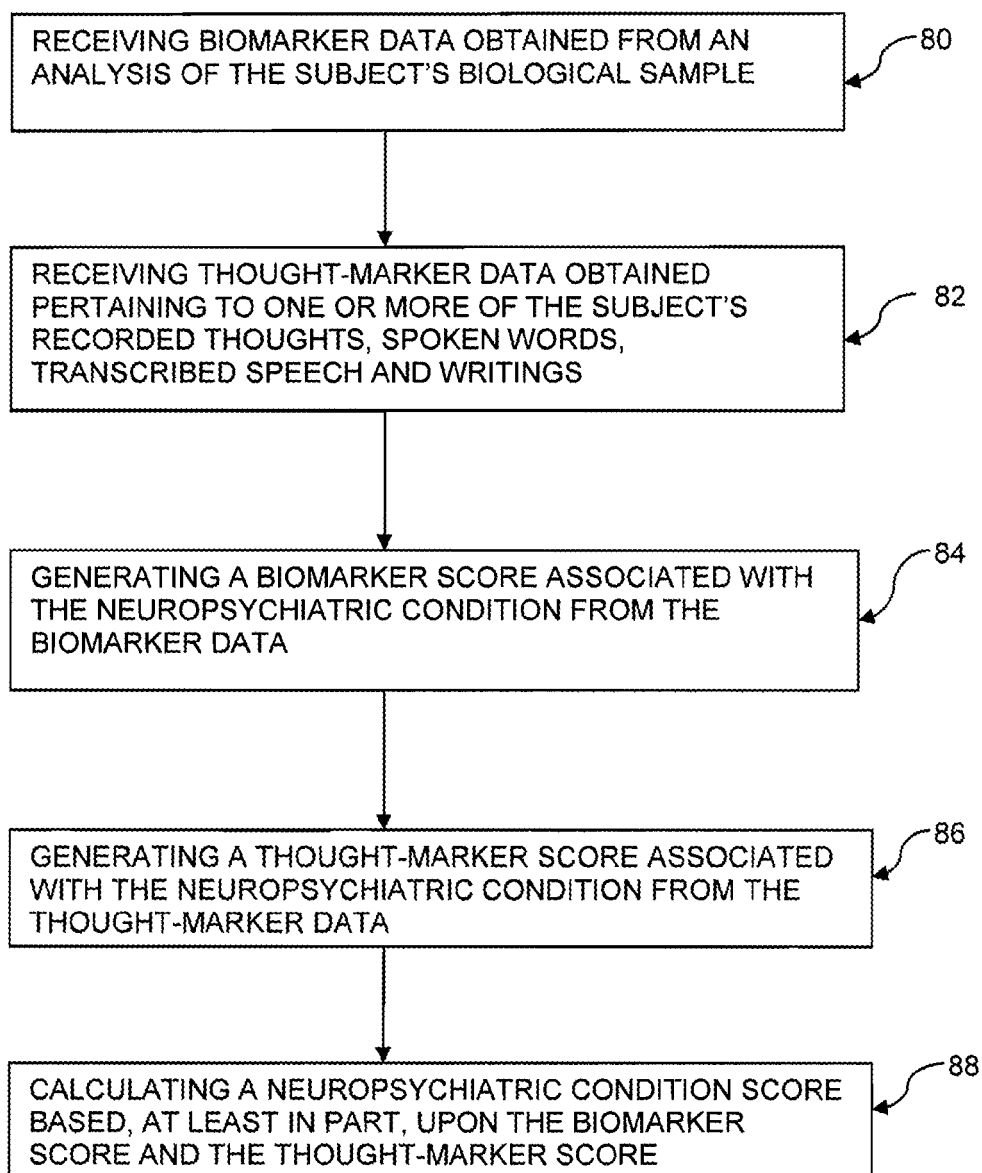 RECEIVING BIOMARKER DATA OBTAINED FROM AN
ANALYSIS OF THE SUBJECT'S BIOLOGICAL SAMPLE
80
RECEIVING THOUGHT-MARKER DATA OBTAINED
PERTAINING TO ONE OR MORE OF THE SUBJECT'S
RECORDED THOUGHTS, SPOKEN WORDS,
TRANSCRIBED SPEECH AND WRITINGS
82
GENERATING A BIOMARKER SCORE ASSOCIATED WITH
THE NEUROPSYCHIATRIC CONDITION FROM THE
BIOMARKER DATA
84
GENERATING A THOUGHT-MARKER SCORE ASSOCIATED
WITH THE NEUROPSYCHIATRIC CONDITION FROM THE
THOUGHT-MARKER DATA
86
CALCULATING A NEUROPSYCHIATRIC CONDITION SCORE
BASED, AT LEAST IN PART, UPON THE BIOMARKER
SCORE AND THE THOUGHT-MARKER SCORE
88